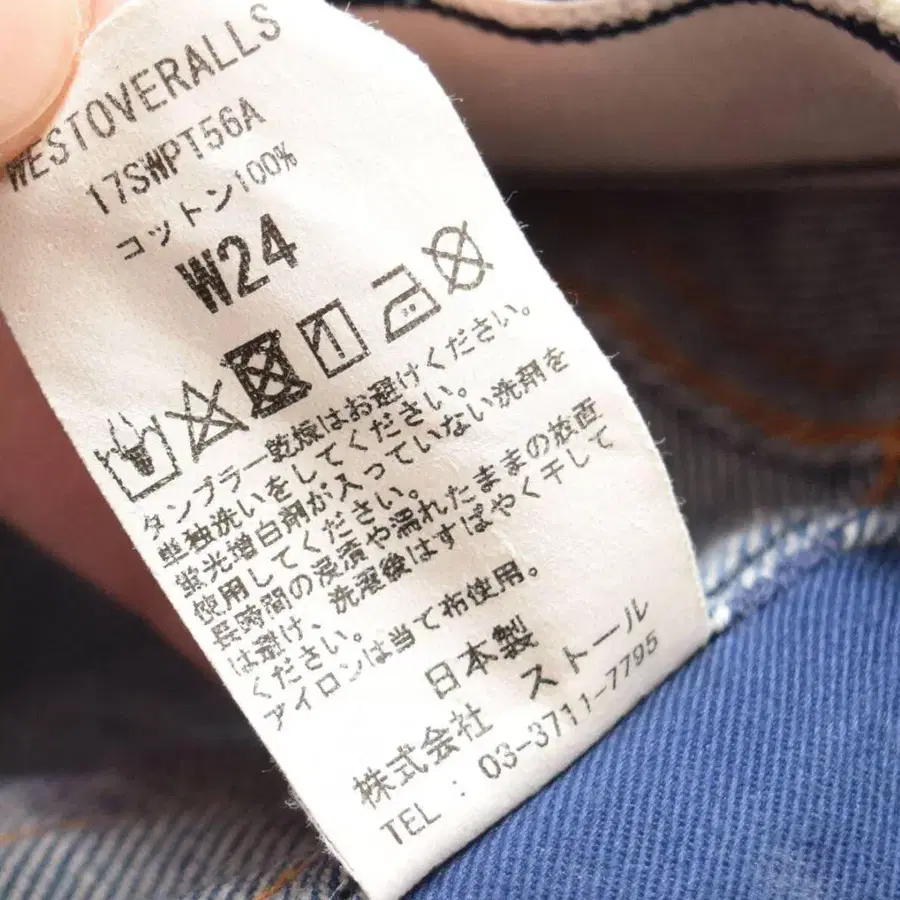 WESTOVERALLS
17SWPT56A
コットン100%
W24
タンブラー乾燥はお避けください。
単独洗いをしてください。
蛍光増白剤が入っていない洗剤を
使用してください。
長時間の浸漬や濡れたままの放置
は避け、洗濯後はすばやく干して
ください。
アイロンは当て布使用。
日本製
株式会社 ストール
TEL : 03-3711-7795